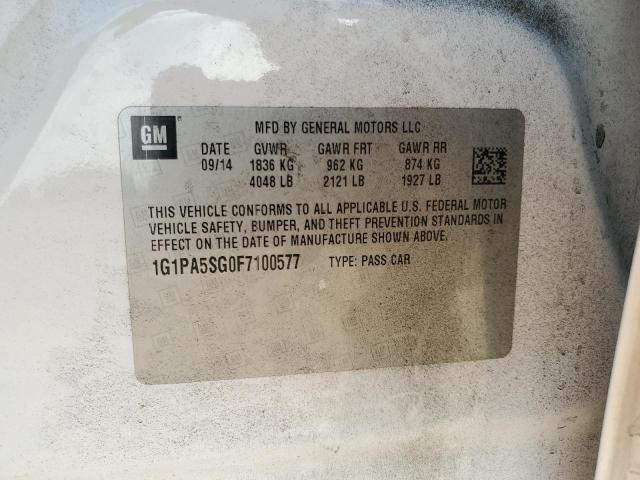 GM
®
MFD BY GENERAL MOTORS LLC
DATE GVWR GAWR FRT GAWR RR
09/14 1836 KG 962 KG 874 KG
4048 LB 2121 LB 1927 LB
THIS VEHICLE CONFORMS TO ALL APPLICABLE U.S. FEDERAL MOTOR
VEHICLE SAFETY, BUMPER, AND THEFT PREVENTION STANDARDS IN
EFFECT ON THE DATE OF MANUFACTURE SHOWN ABOVE.
1G1PA5SG0F7100577 TYPE: PASS CAR